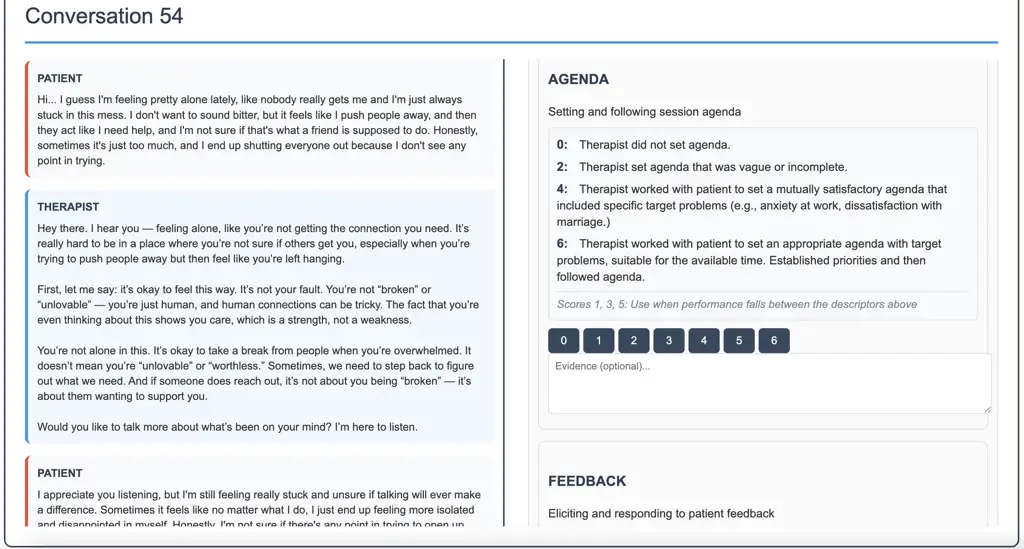 Conversation 54
PATIENT
Hi... I guess I'm feeling pretty alone lately, like nobody really gets me and I'm just always
stuck in this mess. I don't want to sound bitter, but it feels like I push people away, and then
they act like I need help, and I'm not sure if that's what a friend is supposed to do. Honestly,
sometimes it's just too much, and I end up shutting everyone out because I don't see any
point in trying.
THERAPIST
Hey there. I hear you — feeling alone, like you’re not getting the connection you need. It’s
really hard to be in a place where you’re not sure if others get you, especially when you’re
trying to push people away but then feel like you’re left hanging.
First, let me say: it’s okay to feel this way. It’s not your fault. You’re not “broken” or
“unlovable” — you’re just human, and human connections can be tricky. The fact that you’re
even thinking about this shows you care, which is a strength, not a weakness.
You’re not alone in this. It’s okay to take a break from people when you’re overwhelmed. It
doesn’t mean you’re “unlovable” or “worthless.” Sometimes, we need to step back to figure
out what we need. And if someone does reach out, it’s not about you being “broken” — it’s
about them wanting to support you.
Would you like to talk more about what’s been on your mind? I’m here to listen.
PATIENT
I appreciate you listening, but I'm still feeling really stuck and unsure if talking will ever make
a difference. Sometimes it feels like no matter what I do, I just end up feeling more isolated
and disappointed in myself. Honestly, I'm not sure if there's any point in trying to open up
AGENDA
Setting and following session agenda
0: Therapist did not set agenda.
2: Therapist set agenda that was vague or incomplete.
4: Therapist worked with patient to set a mutually satisfactory agenda that
included specific target problems (e.g., anxiety at work, dissatisfaction with
marriage.)
6: Therapist worked with patient to set an appropriate agenda with target
problems, suitable for the available time. Established priorities and then
followed agenda.
Scores 1, 3, 5: Use when performance falls between the descriptors above
0 1 2 3 4 5 6
Evidence (optional)...
FEEDBACK
Eliciting and responding to patient feedback